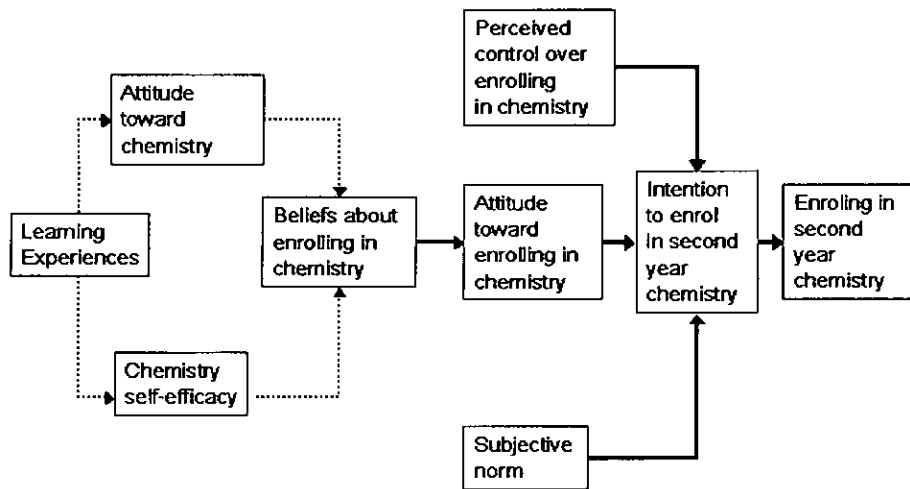 Perceived
control over
enrolling
in chemistry
Attitude
toward
chemistry
Learning
Experiences
Beliefs about
enrolling in
chemistry
Attitude
toward
enrolling in
chemistry
Intention
to enrol
In second
year
chemistry
Enroling in
second
year
chemistry
Chemistry
self-efficacy
Subjective
norm